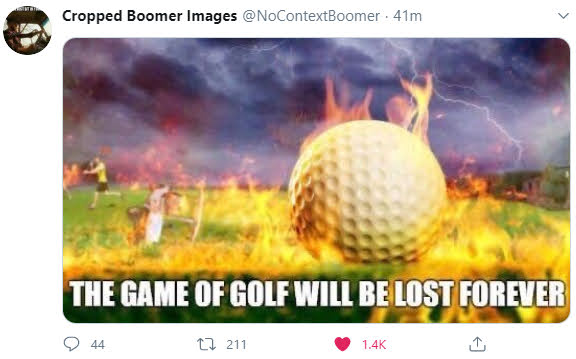 Cropped Boomer Images @NoContextBoomer · 41m
THE GAME OF GOLF WILL BE LOST FOREVER
44 211 1.4K